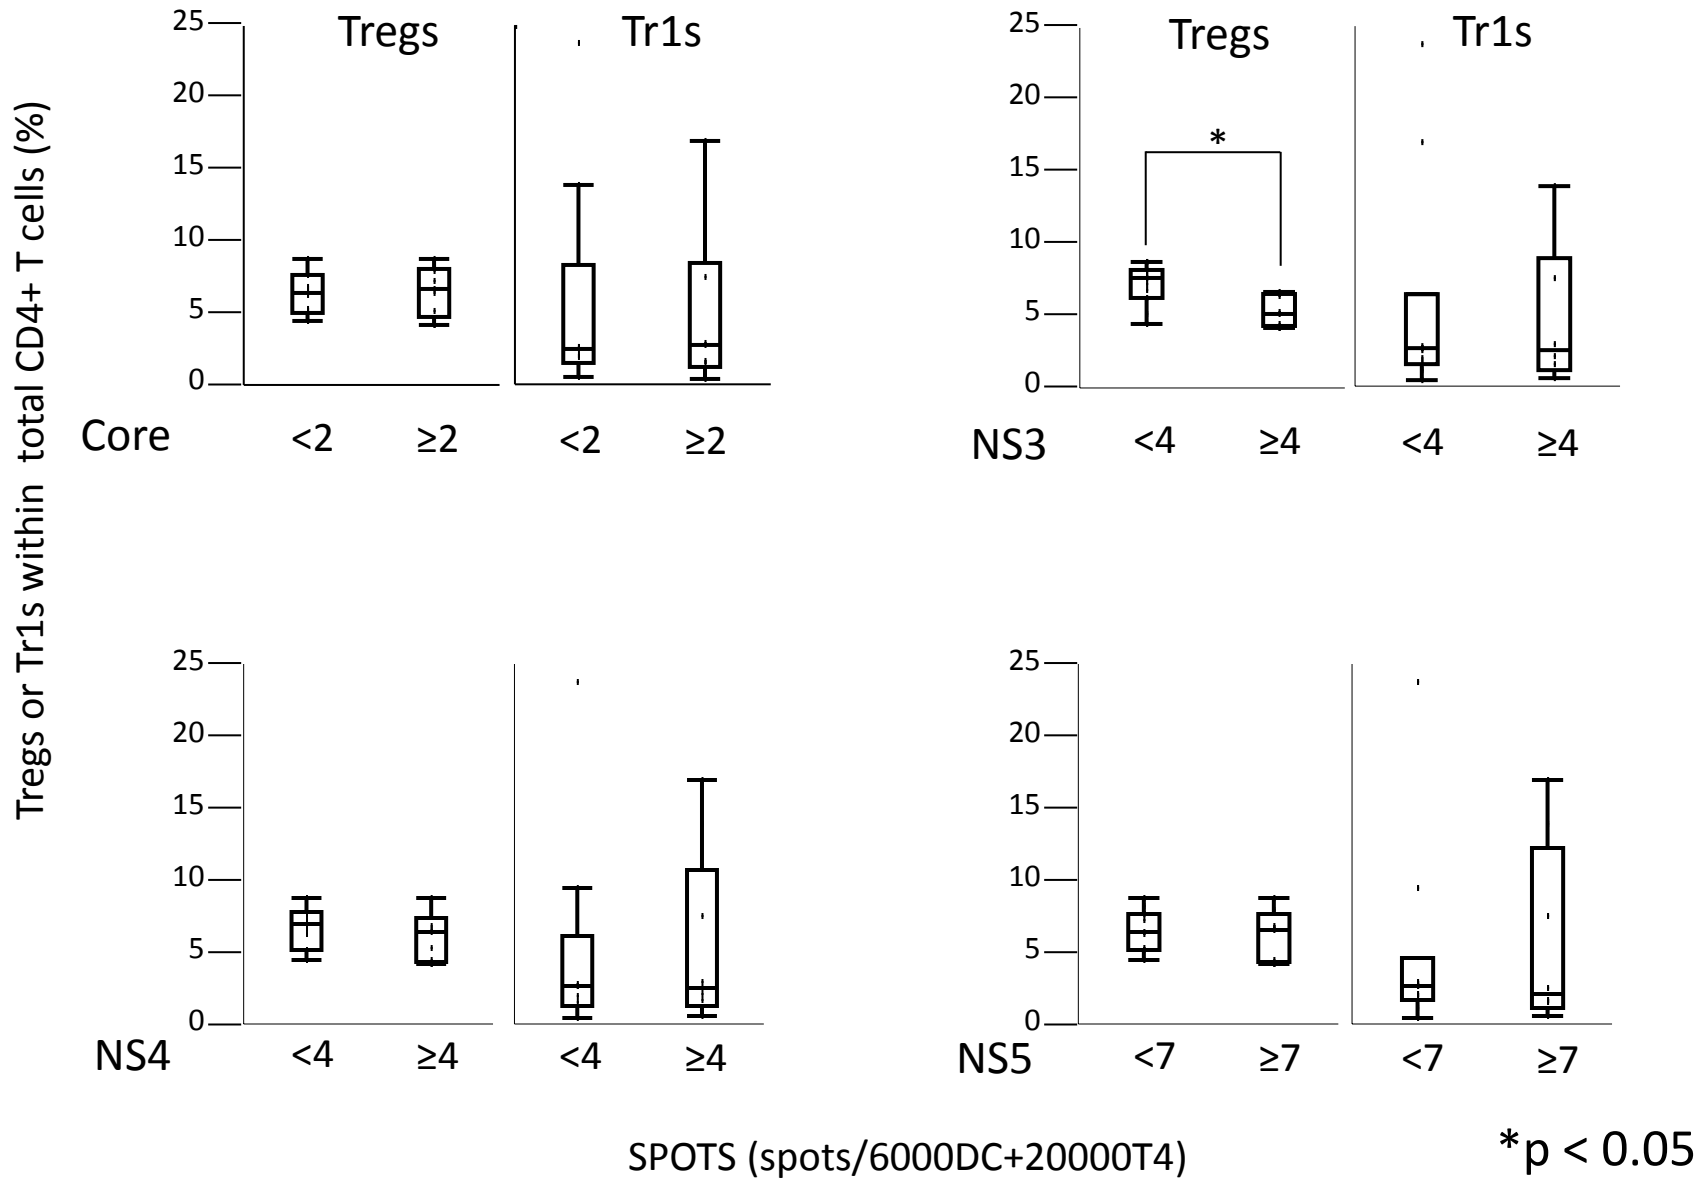 Tregs or Tr1s within total CD4+ T cells (%)
Tregs Tr1s
25
20
15
10
5
0
Core <2 ≥2 <2 ≥2
Tregs Tr1s
25
20
15
10
5
0
*
NS3 <4 ≥4 <4 ≥4
25
20
15
10
5
0
NS4 <4 ≥4 <4 ≥4
25
20
15
10
5
0
NS5 <7 ≥7 <7 ≥7
SPOTS (spots/6000DC+20000T4)
*p < 0.05